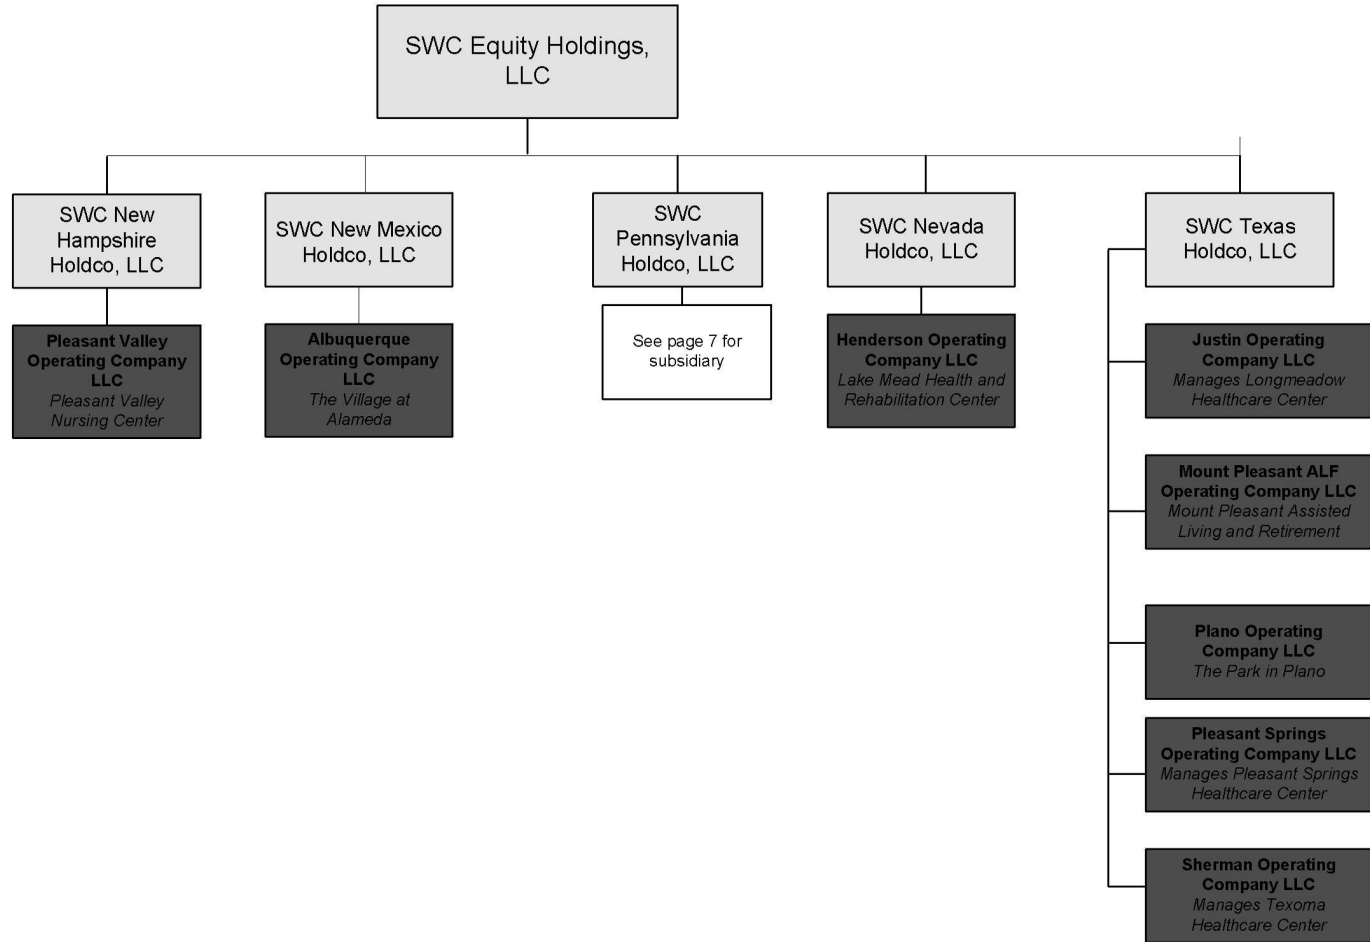 SWC Equity Holdings,
LLC
SWC New
Hampshire
Holdco, LLC
SWC New Mexico
Holdco, LLC
SWC
Pennsylvania
Holdco, LLC
SWC Nevada
Holdco, LLC
SWC Texas
Holdco, LLC
Pleasant Valley
Operating Company
LLC
Pleasant Valley
Nursing Center
Albuquerque
Operating Company
LLC
The Village at
Alameda
See page 7 for
subsidiary
Henderson Operating
Company LLC
Lake Mead Health and
Rehabilitation Center
Justin Operating
Company LLC
Manages Longmeadow
Healthcare Center
Mount Pleasant ALF
Operating Company LLC
Mount Pleasant Assisted
Living and Retirement
Plano Operating
Company LLC
The Park in Plano
Pleasant Springs
Operating Company LLC
Manages Pleasant Springs
Healthcare Center
Sherman Operating
Company LLC
Manages Texoma
Healthcare Center